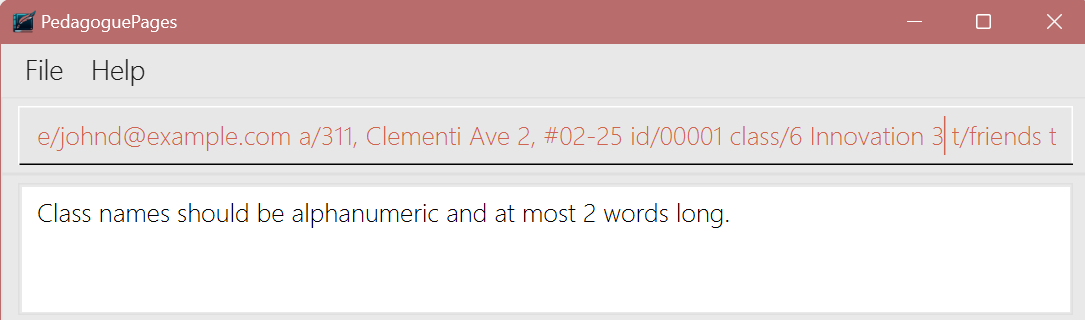 PedagoguePages
File Help
e/johnd@example.com a/311, Clementi Ave 2, #02-25 id/00001 class/6 Innovation 3 t/friends t
Class names should be alphanumeric and at most 2 words long.